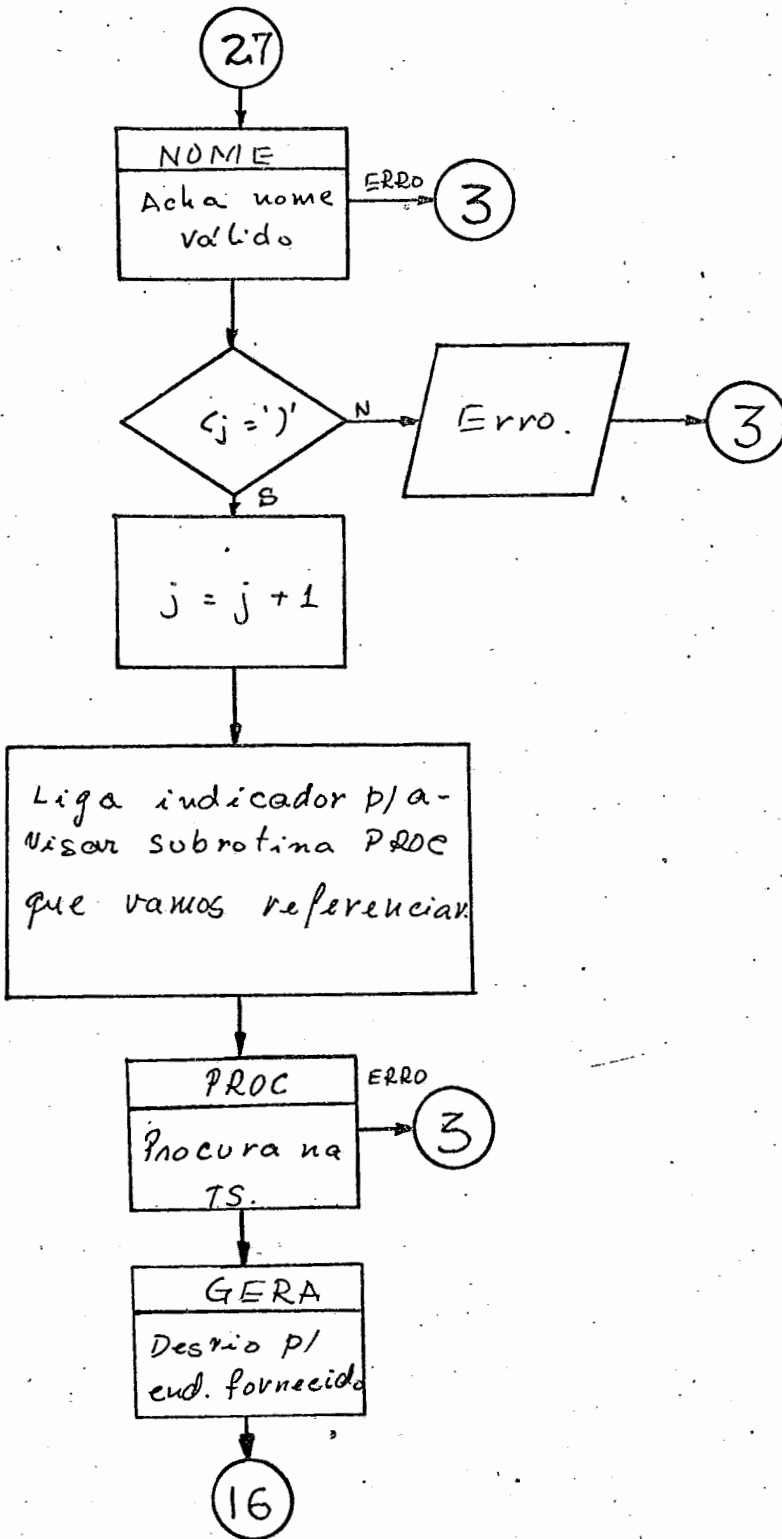 27
NOME
Acha nome
válido
ERRO
3
cj = ')'
N
Erro.
3
S
j = j + 1
Liga indicador p/ a-
visar subrotina PROC
que vamos referenciar.
PROC
ERRO
Procura na
TS.
3
GERA
Desvio p/
end. fornecido
16